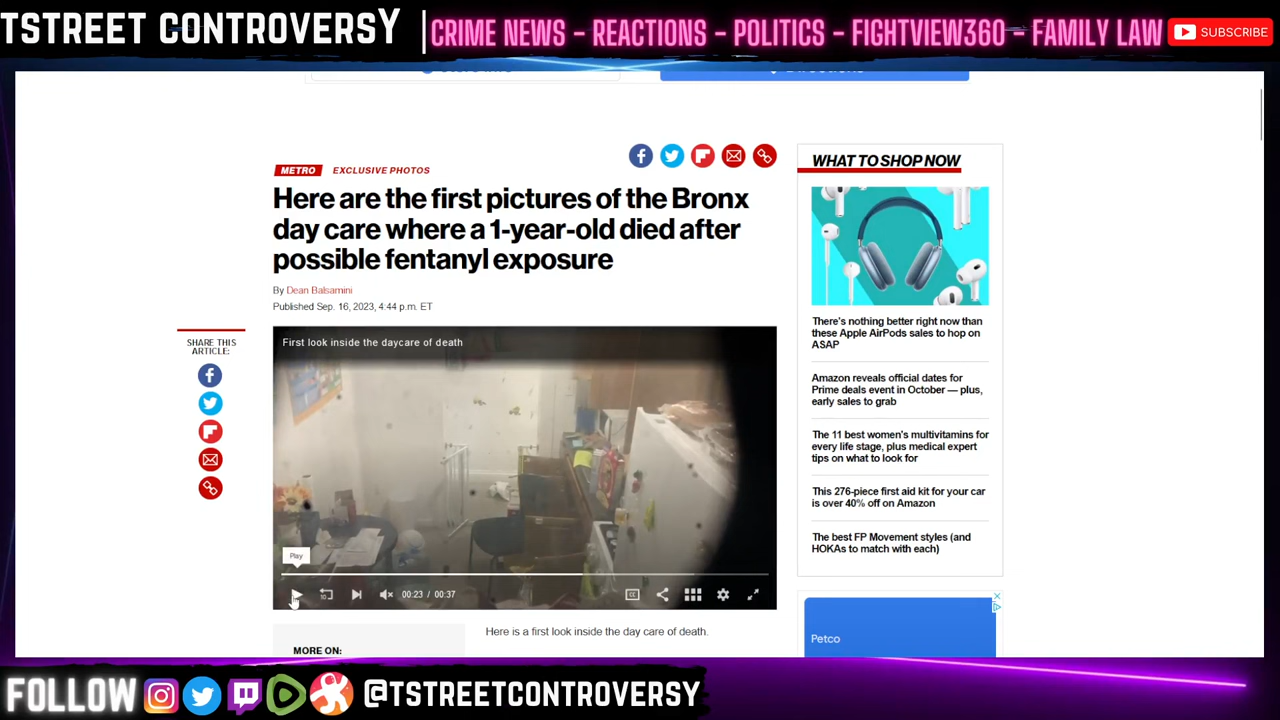 TSTREET CONTROVERSY
CRIME NEWS - REACTIONS - POLITICS - FIGHTVIEW360 - FAMILY LAW
SUBSCRIBE
METRO EXCLUSIVE PHOTOS
Here are the first pictures of the Bronx
day care where a 1-year-old died after
possible fentanyl exposure
By Dean Balsamini
Published Sep. 16, 2023, 4:44 p.m. ET
SHARE THIS
ARTICLE:
First look inside the daycare of death
Play
10
00:23 / 00:37
CC
Here is a first look inside the day care of death.
MORE ON:
WHAT TO SHOP NOW
There's nothing better right now than
these Apple AirPods sales to hop on
ASAP
Amazon reveals official dates for
Prime deals event in October — plus,
early sales to grab
The 11 best women's multivitamins for
every life stage, plus medical expert
tips on what to look for
This 276-piece first aid kit for your car
is over 40% off on Amazon
The best FP Movement styles (and
HOKAs to match with each)
Petco
FOLLOW @TSTREETCONTROVERSY